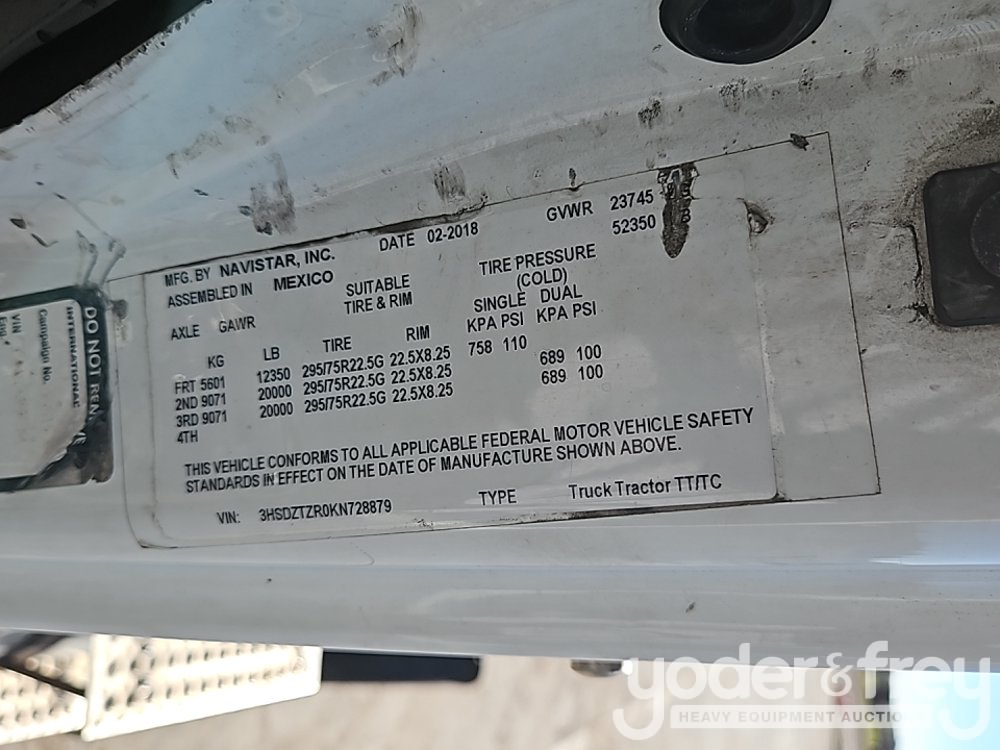 MFG. BY NAVISTAR, INC. DATE 02-2018 GVWR 23745
ASSEMBLED IN MEXICO 52350
SUITABLE TIRE PRESSURE
TIRE & RIM (COLD)
AXLE GAWR SINGLE DUAL
KG LB TIRE RIM KPA PSI KPA PSI
FRT 5601 12350 295/75R22.5G 22.5X8.25 758 110
2ND 9071 20000 295/75R22.5G 22.5X8.25 689 100
3RD 9071 20000 295/75R22.5G 22.5X8.25 689 100
4TH
THIS VEHICLE CONFORMS TO ALL APPLICABLE FEDERAL MOTOR VEHICLE SAFETY
STANDARDS IN EFFECT ON THE DATE OF MANUFACTURE SHOWN ABOVE.
VIN: 3HSDZTZR0KN728879 TYPE Truck Tractor TT/TC
DO NOT
INTERNATIONAL
Campaign No.
VIN
yoder&frey
HEAVY EQUIPMENT AUCTIONS